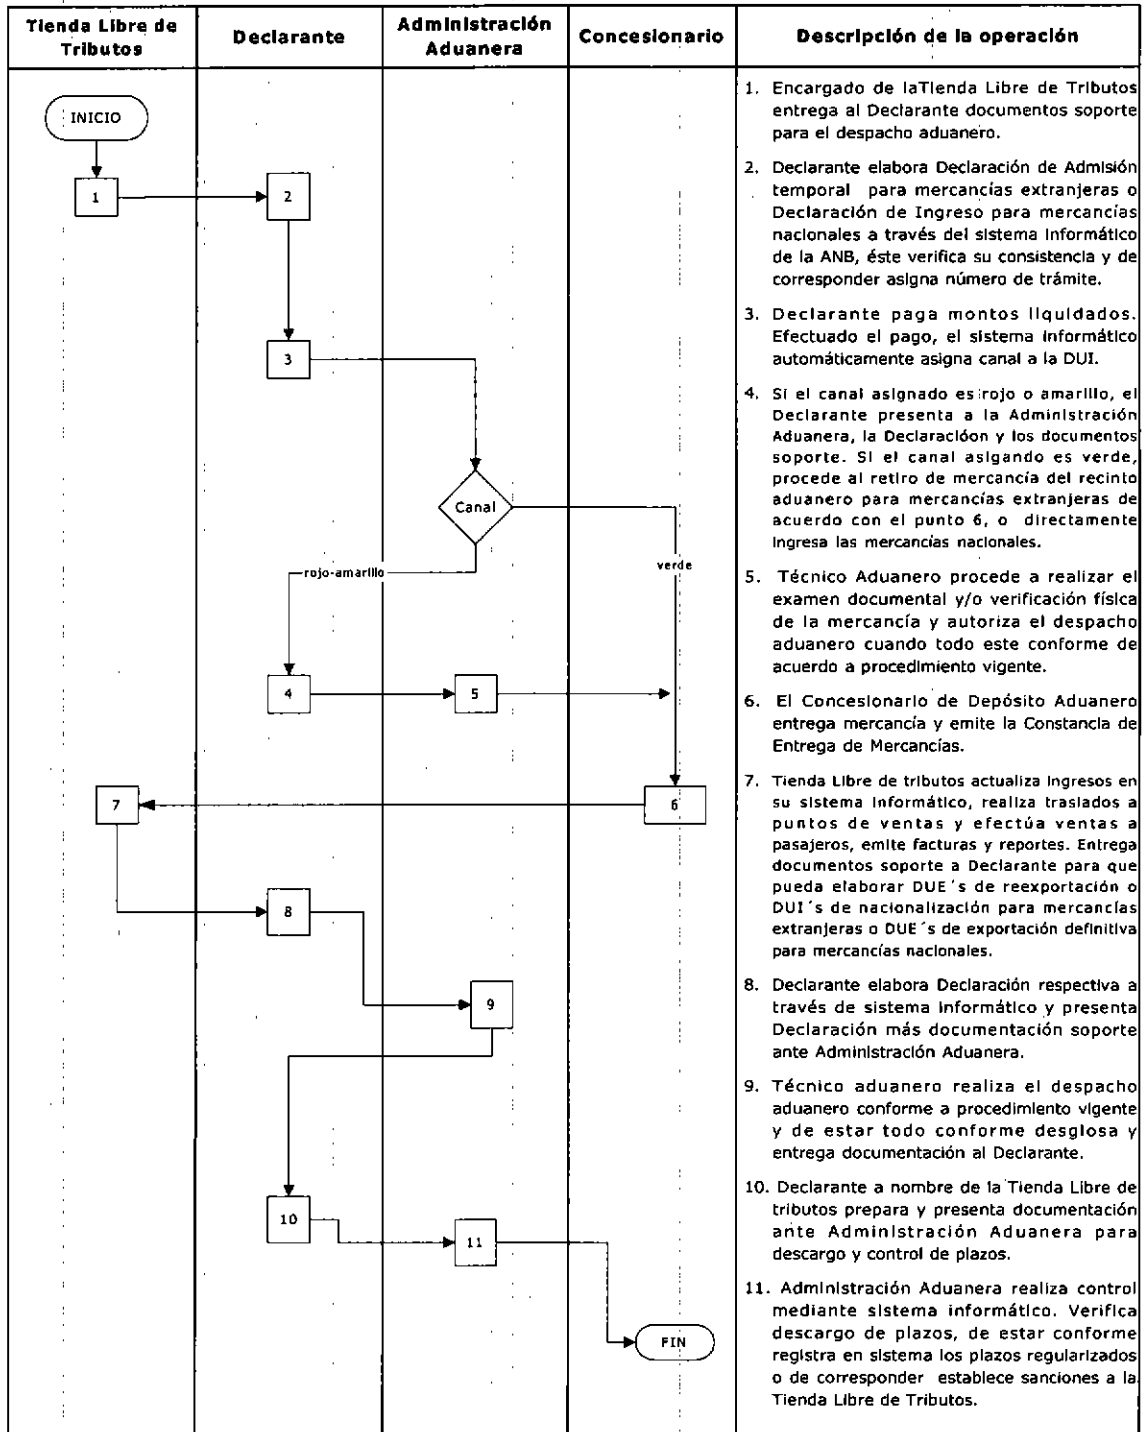 Tienda Libre de
Tributos
Declarante
Administración
Aduanera
Concesionario
Descripción de la operación
INICIO
1
2
3
Canal
rojo-amarillo
verde
4
5
6
7
8
9
10
11
FIN
1. Encargado de laTienda Libre de Tributos
entrega al Declarante documentos soporte
para el despacho aduanero.
2. Declarante elabora Declaración de Admisión
temporal para mercancías extranjeras o
Declaración de Ingreso para mercancías
nacionales a través del sistema informático
de la ANB, éste verifica su consistencia y de
corresponder asigna número de trámite.
3. Declarante paga montos liquidados.
Efectuado el pago, el sistema informático
automáticamente asigna canal a la DUI.
4. Si el canal asignado es rojo o amarillo, el
Declarante presenta a la Administración
Aduanera, la Declaracióon y los documentos
soporte. Si el canal asigando es verde,
procede al retiro de mercancía del recinto
aduanero para mercancías extranjeras de
acuerdo con el punto 6, o directamente
ingresa las mercancías nacionales.
5. Técnico Aduanero procede a realizar el
examen documental y/o verificación física
de la mercancía y autoriza el despacho
aduanero cuando todo este conforme de
acuerdo a procedimiento vigente.
6. El Concesionario de Depósito Aduanero
entrega mercancía y emite la Constancia de
Entrega de Mercancías.
7. Tienda Libre de tributos actualiza ingresos en
su sistema informático, realiza traslados a
puntos de ventas y efectúa ventas a
pasajeros, emite facturas y reportes. Entrega
documentos soporte a Declarante para que
pueda elaborar DUE´s de reexportación o
DUI´s de nacionalización para mercancías
extranjeras o DUE´s de exportación definitiva
para mercancías nacionales.
8. Declarante elabora Declaración respectiva a
través de sistema informático y presenta
Declaración más documentación soporte
ante Administración Aduanera.
9. Técnico aduanero realiza el despacho
aduanero conforme a procedimiento vigente
y de estar todo conforme desglosa y
entrega documentación al Declarante.
10. Declarante a nombre de la Tienda Libre de
tributos prepara y presenta documentación
ante Administración Aduanera para
descargo y control de plazos.
11. Administración Aduanera realiza control
mediante sistema informático. Verifica
descargo de plazos, de estar conforme
registra en sistema los plazos regularizados
o de corresponder establece sanciones a la
Tienda Libre de Tributos.